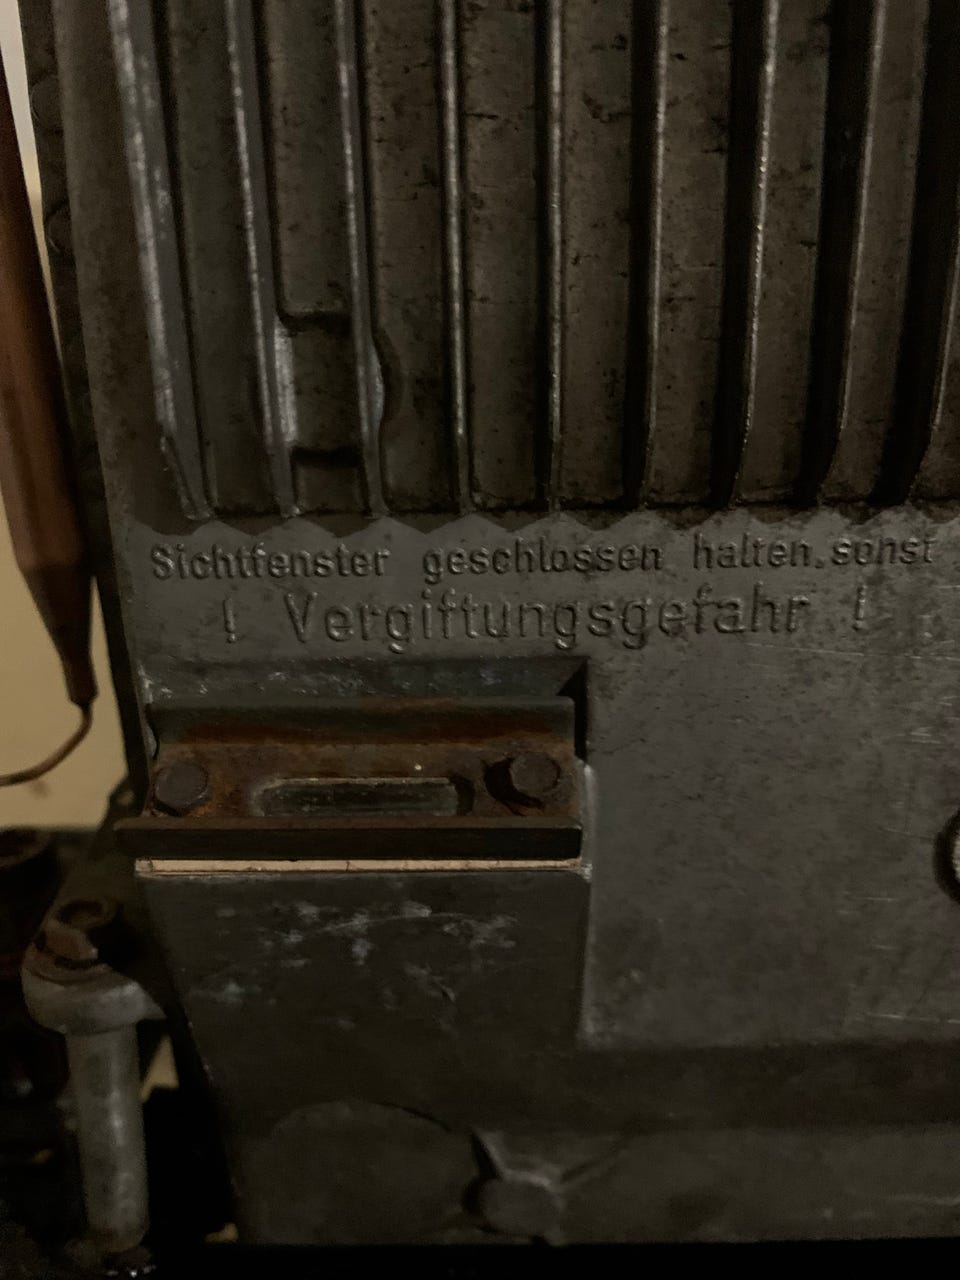 Sichtfenster geschlossen halten, sonst
! Vergiftungsgefahr !